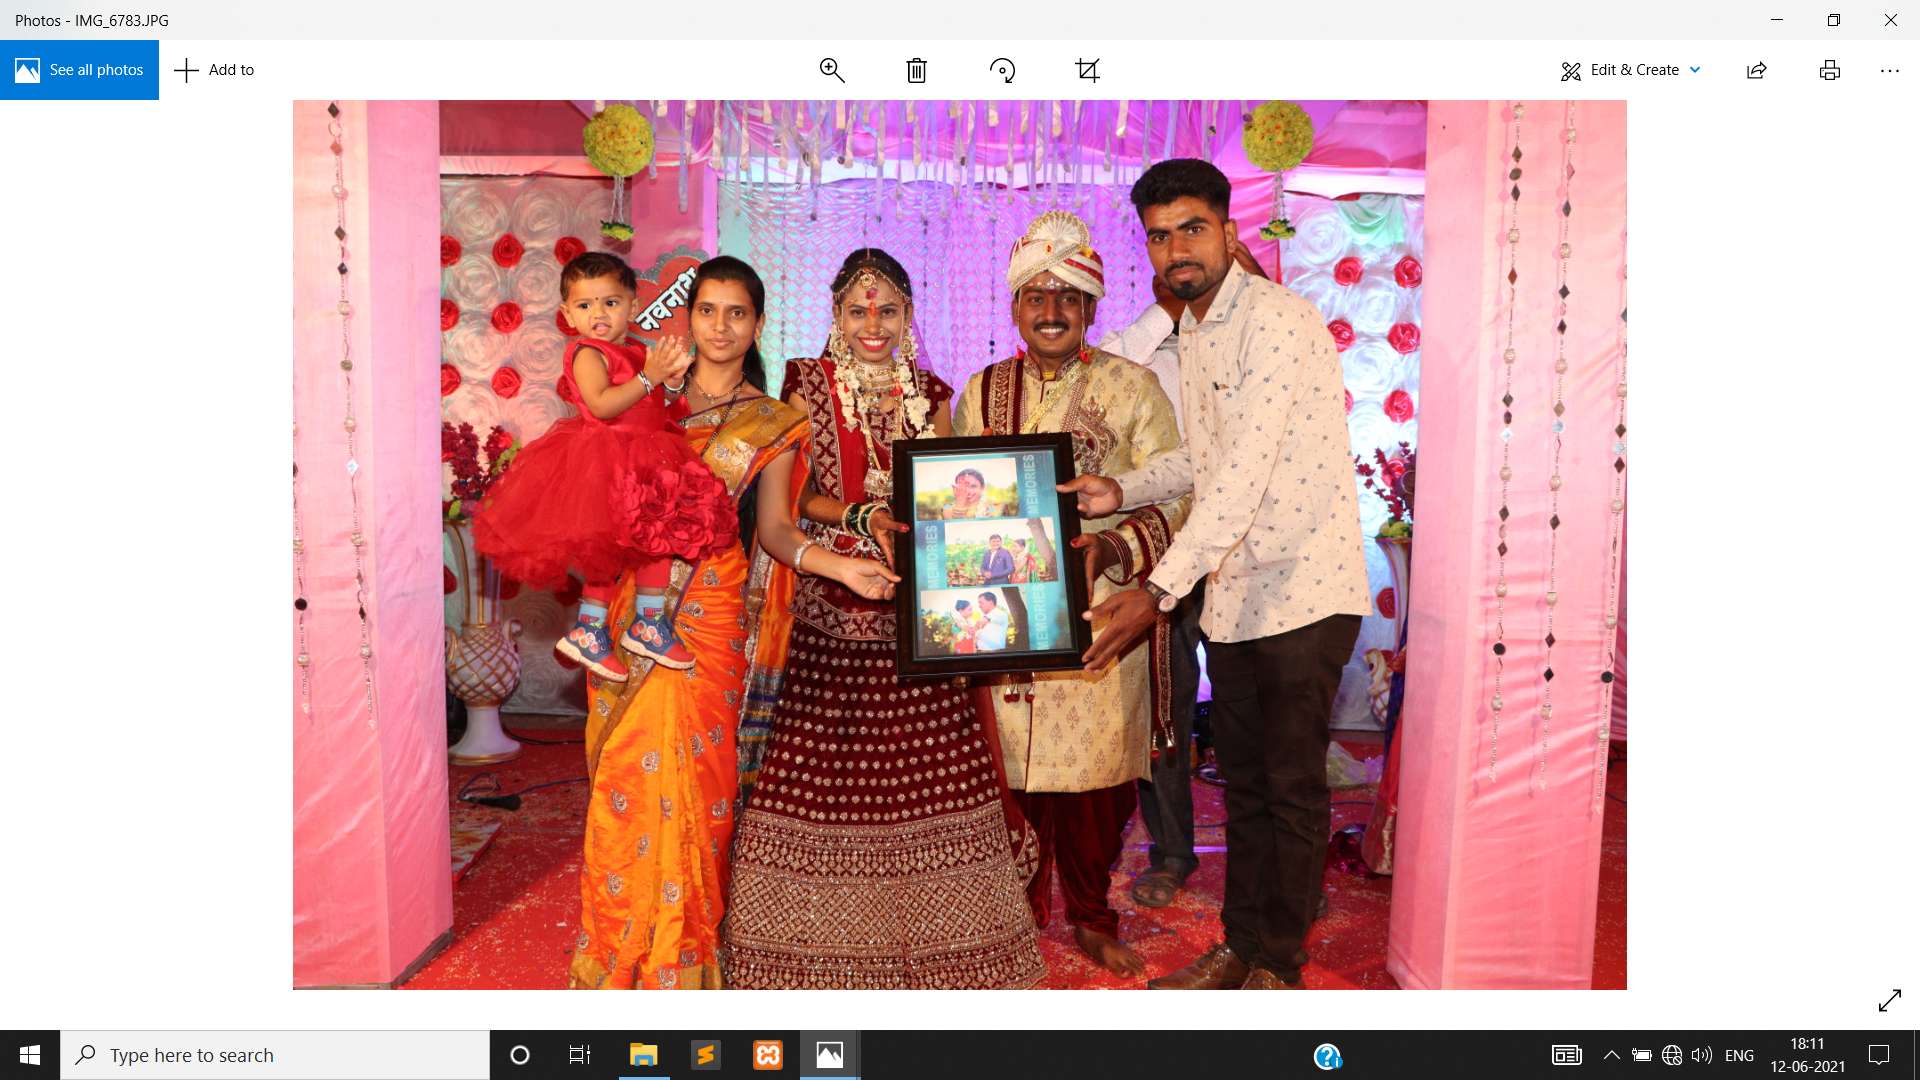 Photos - IMG_6783.JPG
See all photos
Add to
Edit & Create
नवनाथ
MEMORIES
MEMORIES
MEMORIES
Type here to search
ENG
18:11
12-06-2021